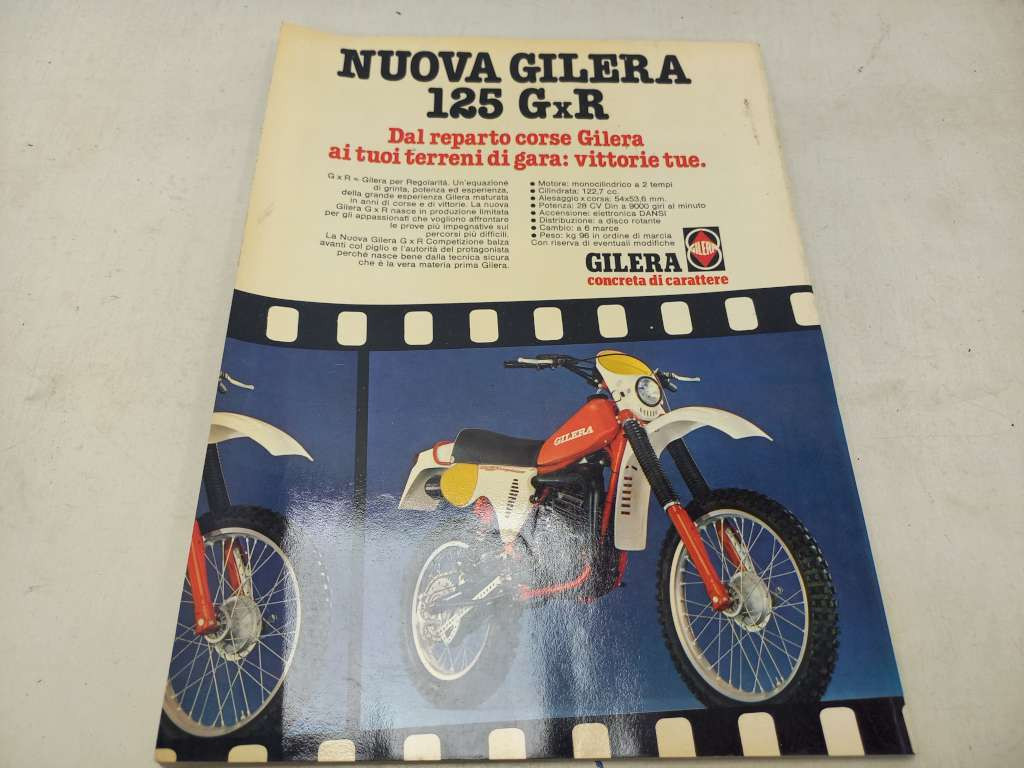 NUOVA GILERA
125 GxR
Dal reparto corse Gilera
ai tuoi terreni di gara: vittorie tue.
G x R = Gilera per Regolarità. Un'equazione
di grinta, potenza ed esperienza,
della grande esperienza Gilera maturata
in anni di corse e di vittorie. La nuova
Gilera G x R nasce in produzione limitata
per gli appassionati che vogliono affrontare
le prove più impegnative sui
percorsi più difficili.
La Nuova Gilera G x R Competizione balza
avanti col piglio e l'autorità del protagonista
perché nasce bene dalla tecnica sicura
che è la vera materia prima Gilera.
• Motore: monocilindrico a 2 tempi
• Cilindrata: 122,7 cc.
• Alesaggio x corsa: 54x53,6 mm.
• Potenza: 28 CV Din a 9000 giri al minuto
• Accensione: elettronica DANSI
• Distribuzione: a disco rotante
• Cambio: a 6 marce
• Peso: kg 96 in ordine di marcia
Con riserva di eventuali modifiche
GILERA
GILERA
concreta di carattere
GILERA